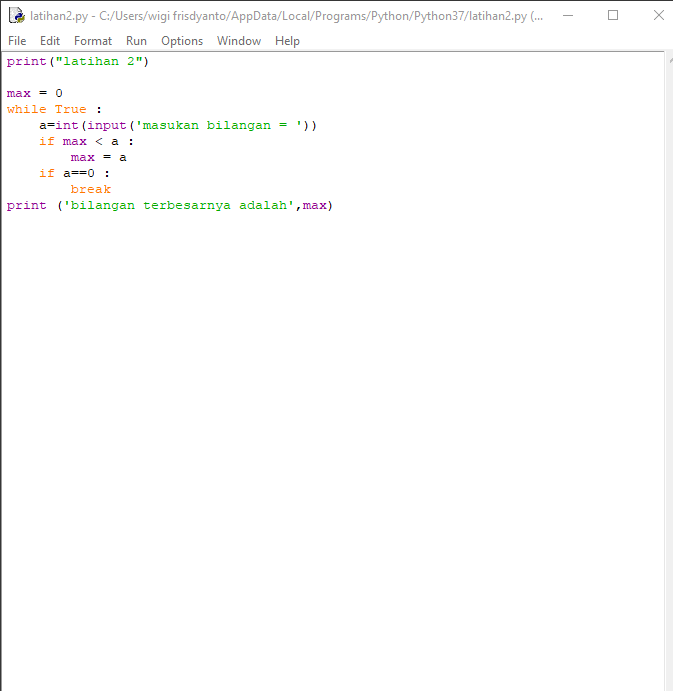 latihan2.py - C:/Users/wigi frisdyanto/AppData/Local/Programs/Python/Python37/latihan2.py (...
File Edit Format Run Options Window Help
print("latihan 2")
max = 0
while True :
    a=int(input('masukan bilangan = '))
    if max < a :
        max = a
    if a==0 :
        break
print ('bilangan terbesarnya adalah',max)